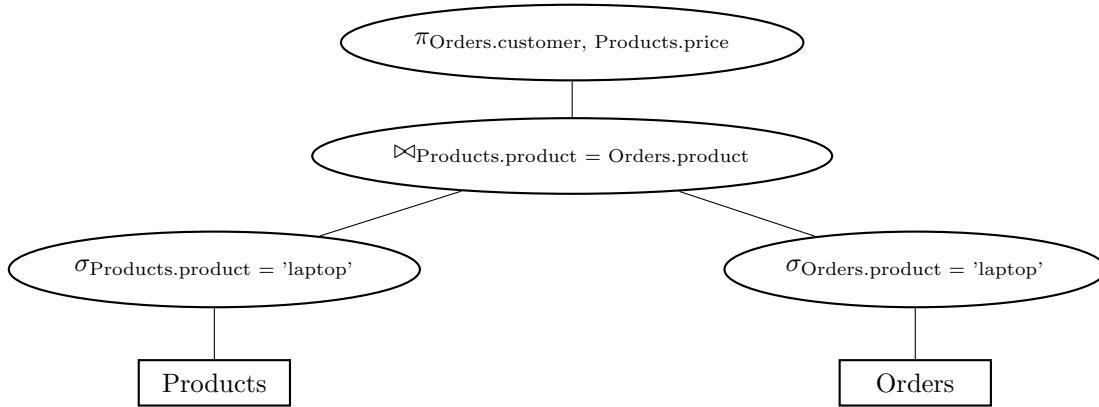 πOrders.customer, Products.price
⋈Products.product = Orders.product
σProducts.product = 'laptop'
σOrders.product = 'laptop'
Products
Orders